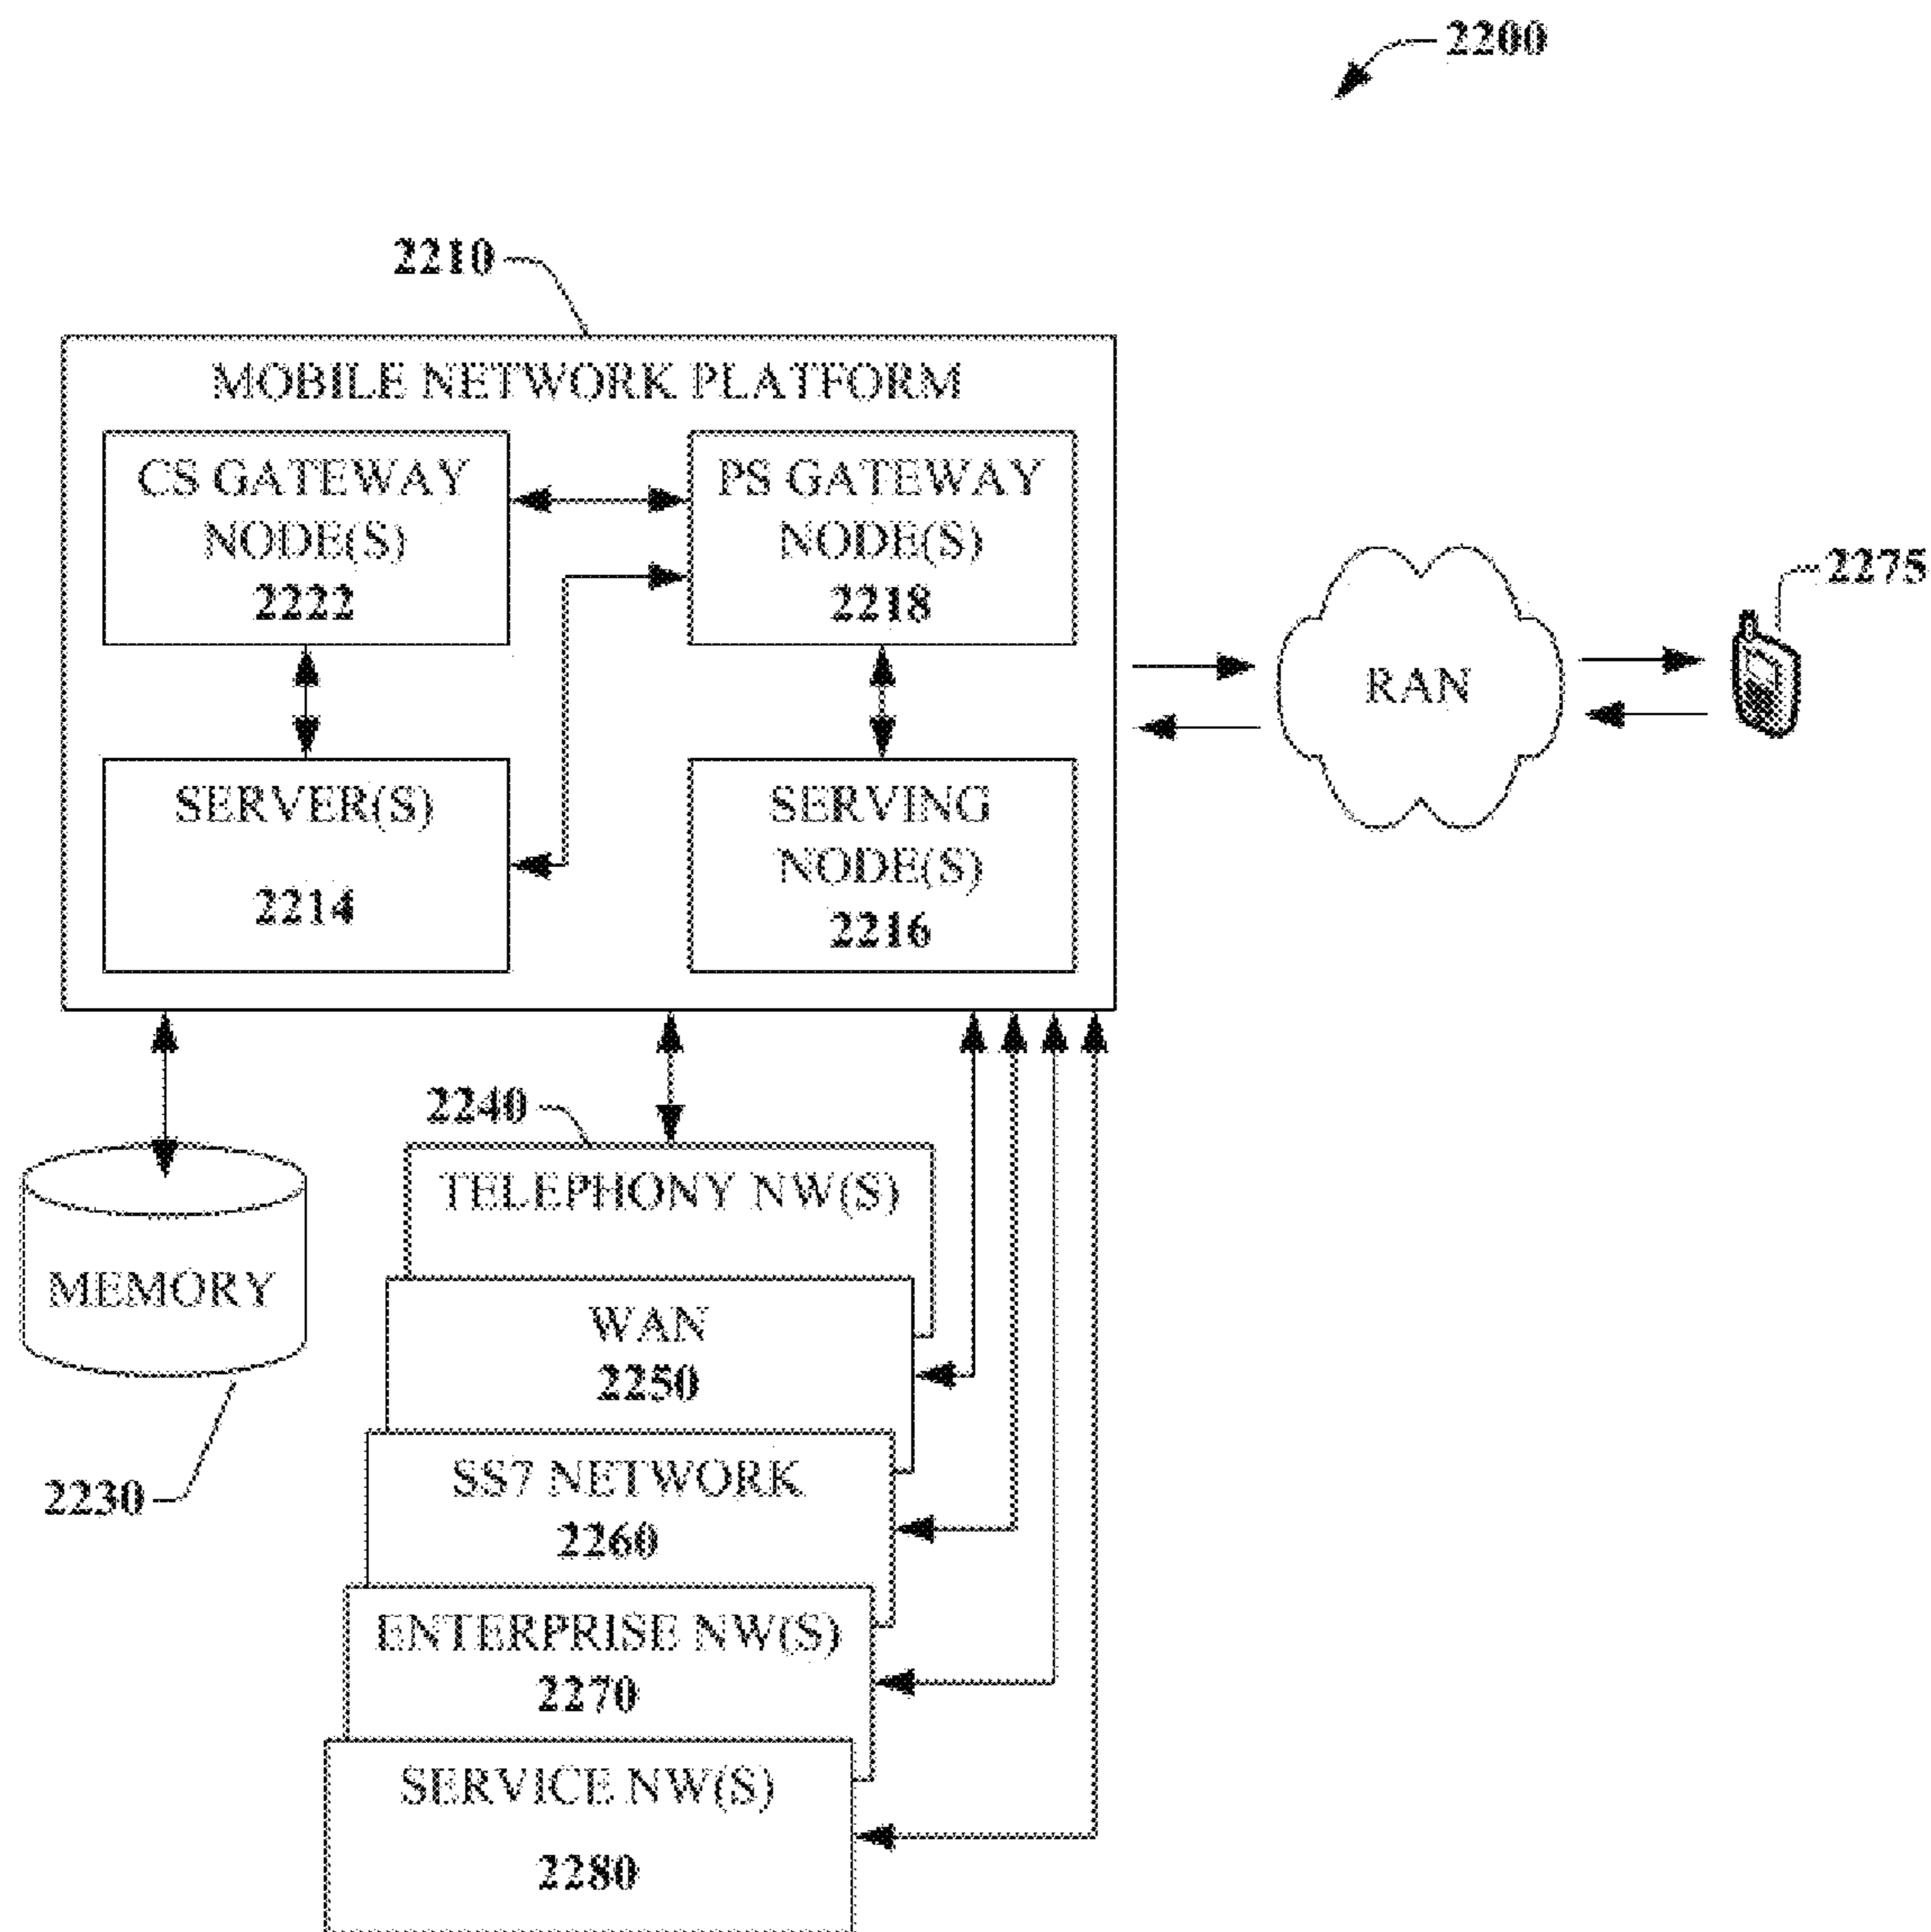 2200
2210
MOBILE NETWORK PLATFORM
CS GATEWAY
NODE(S)
2222
PS GATEWAY
NODE(S)
2218
SERVER(S)
2214
SERVING
NODE(S)
2216
RAN
2275
2240
TELEPHONY NW(S)
MEMORY
2230
WAN
2250
SS7 NETWORK
2260
ENTERPRISE NW(S)
2270
SERVICE NW(S)
2280